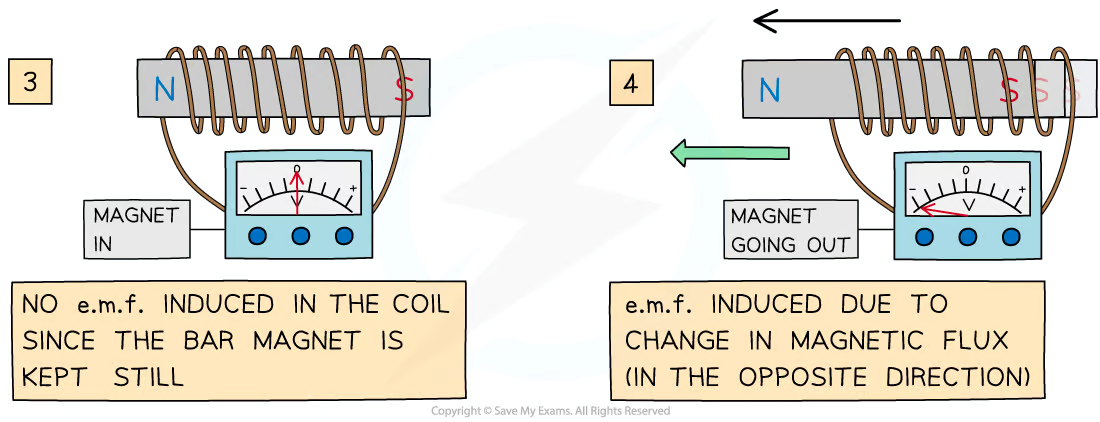 3
N
S
-
0
+
V
MAGNET
IN
NO e.m.f. INDUCED IN THE COIL
SINCE THE BAR MAGNET IS
KEPT STILL
4
N
S S S
-
0
+
V
MAGNET
GOING OUT
e.m.f. INDUCED DUE TO
CHANGE IN MAGNETIC FLUX
(IN THE OPPOSITE DIRECTION)
Copyright © Save My Exams. All Rights Reserved